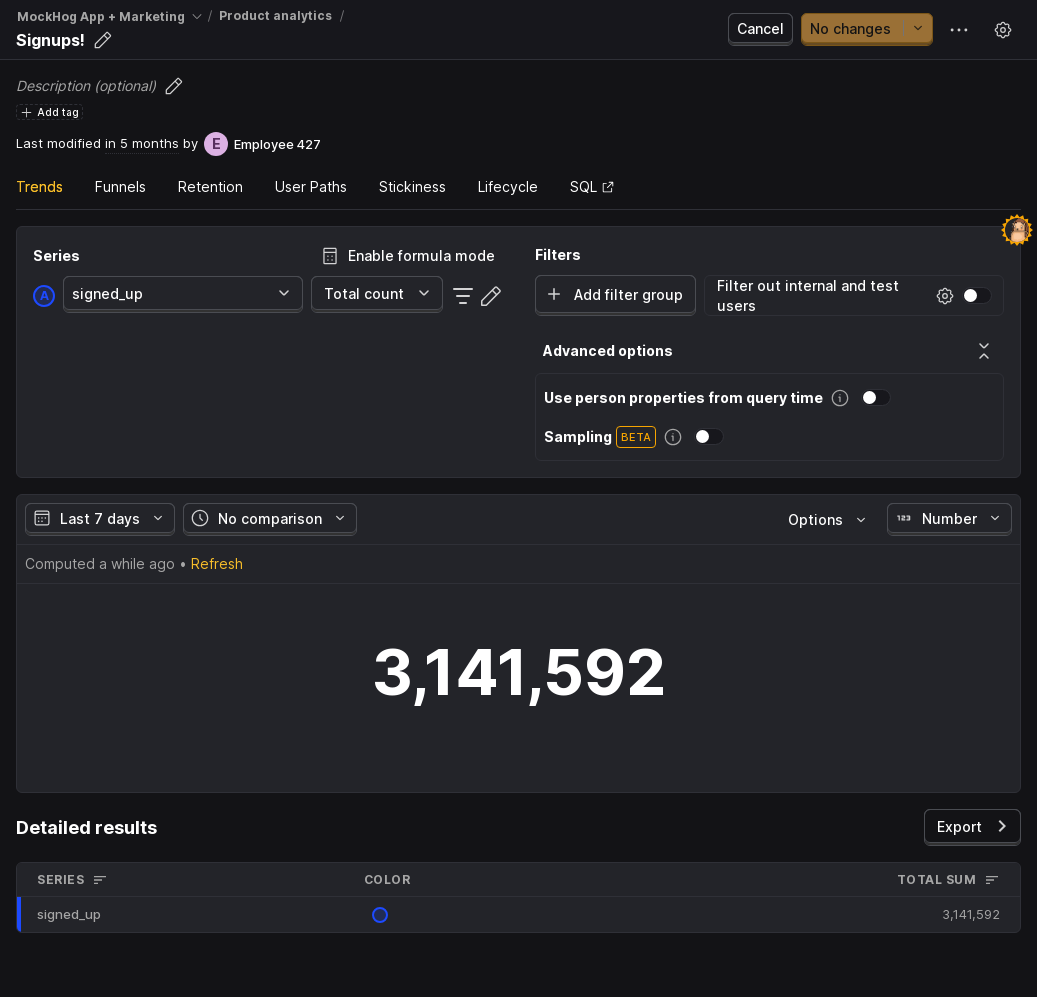 MockHog App + Marketing / Product analytics /
Signups!
Cancel
No changes
Description (optional)
Add tag
Last modified in 5 months by E Employee 427
Trends Funnels Retention User Paths Stickiness Lifecycle SQL
Series
Enable formula mode
A signed_up Total count
Filters
Add filter group
Filter out internal and test
users
Advanced options
Use person properties from query time
Sampling BETA
Last 7 days No comparison Options 123 Number
Computed a while ago • Refresh
3,141,592
Detailed results
Export
SERIES COLOR TOTAL SUM
signed_up 3,141,592